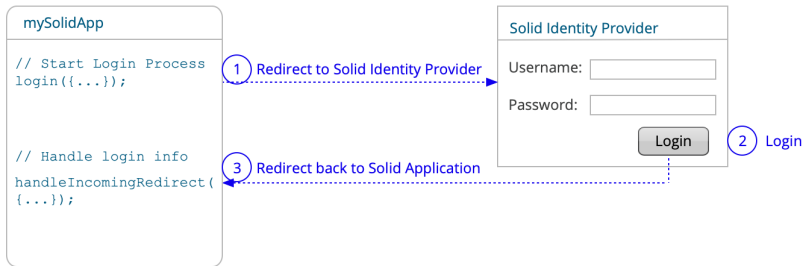 mySolidApp
// Start Login Process
login({...});
// Handle login info
handleIncomingRedirect(
{...});
1 Redirect to Solid Identity Provider
Solid Identity Provider
Username:
Password:
Login
2 Login
3 Redirect back to Solid Application